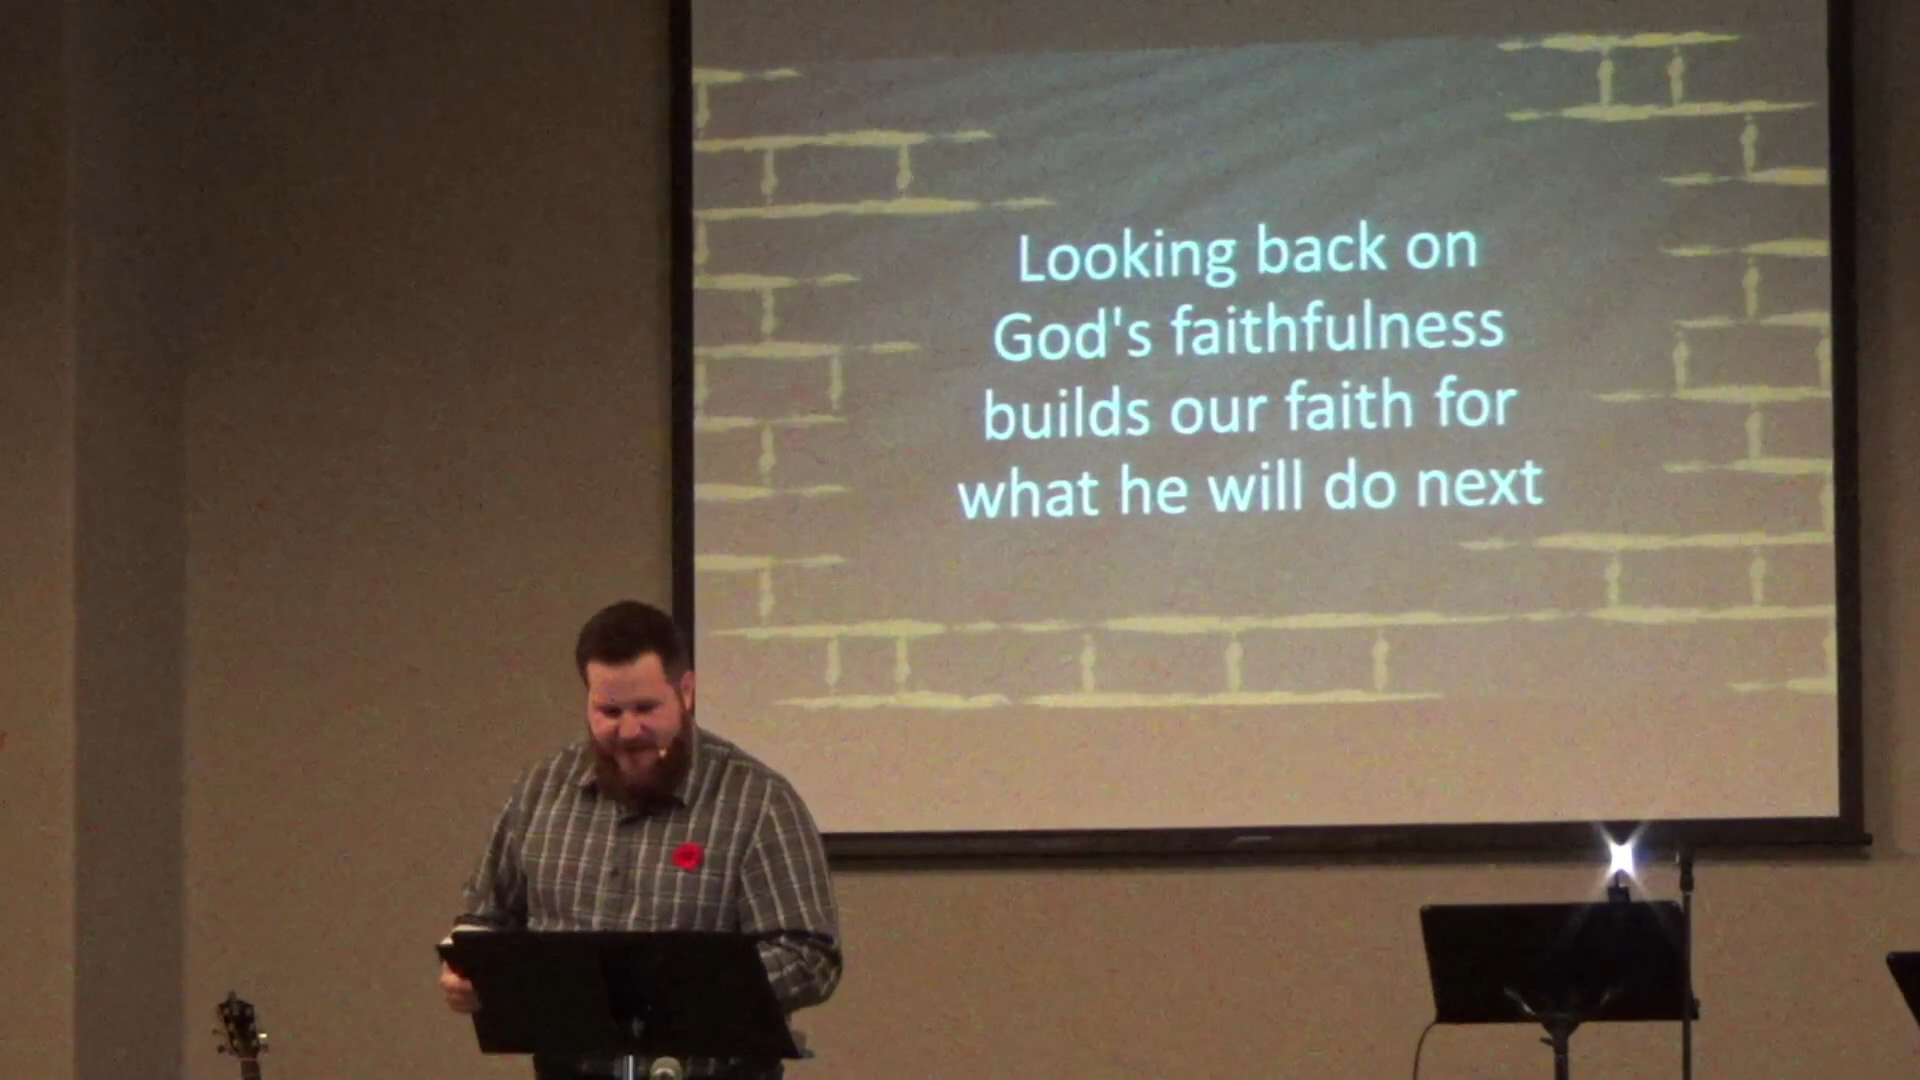 Looking back on
God's faithfulness
builds our faith for
what he will do next